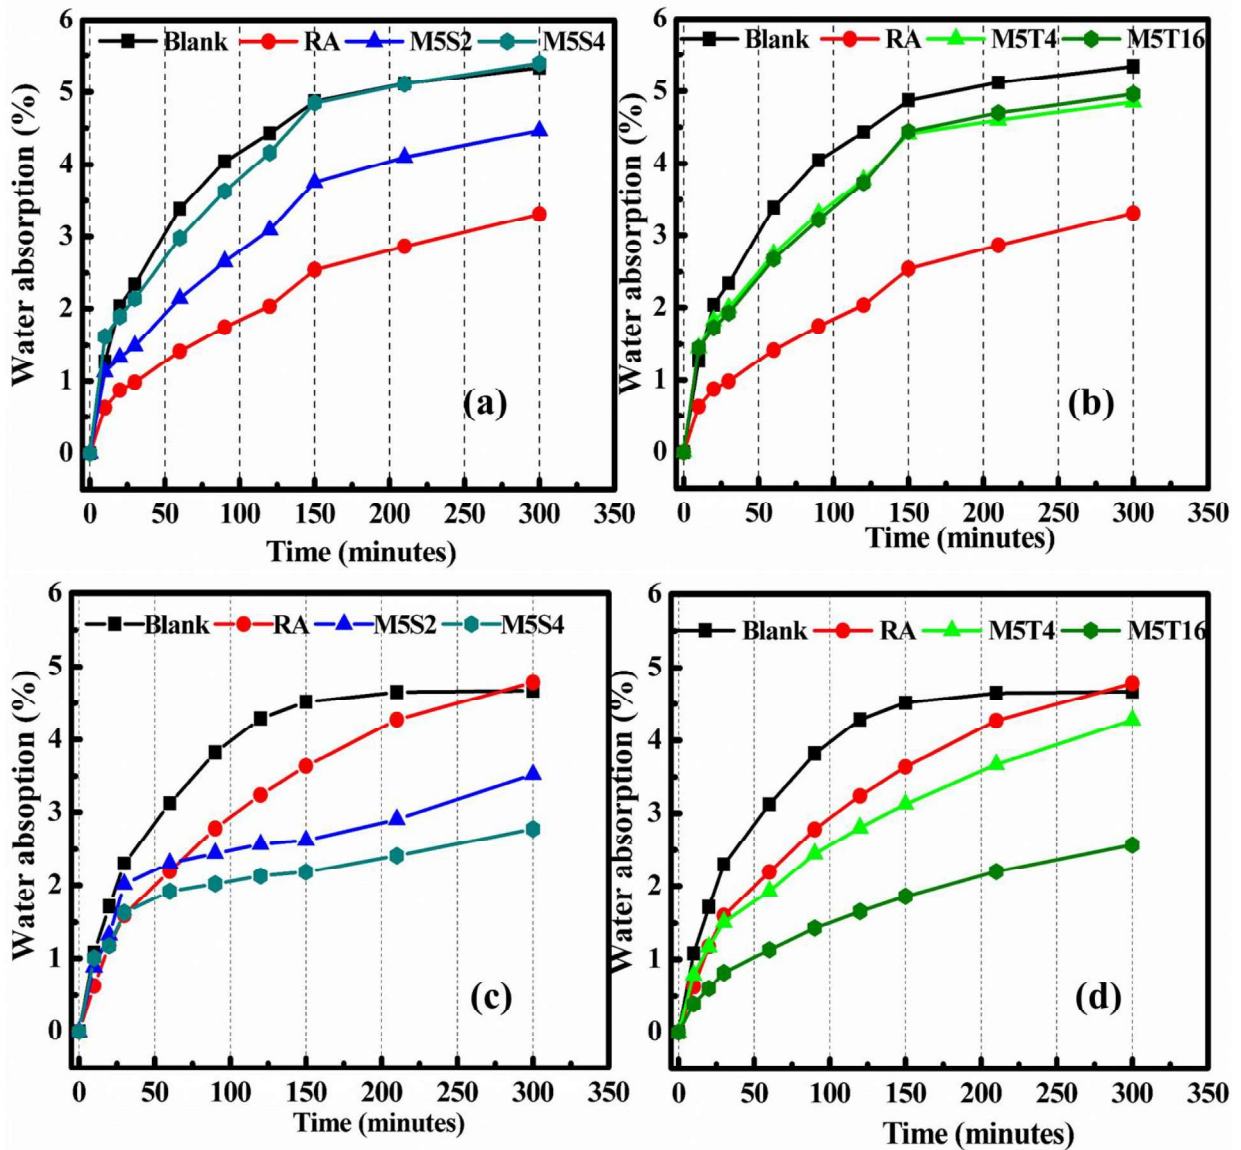 Water absorption (%)
6
5
4
3
2
1
0
Blank RA M5S2 M5S4
(a)
0 50 100 150 200 250 300 350
Time (minutes)
Water absorption (%)
6
5
4
3
2
1
0
Blank RA M5T4 M5T16
(b)
0 50 100 150 200 250 300 350
Time (minutes)
Water absoption (%)
6
5
4
3
2
1
0
Blank RA M5S2 M5S4
(c)
0 50 100 150 200 250 300 350
Time (minutes)
Water absorption (%)
6
5
4
3
2
1
0
Blank RA M5T4 M5T16
(d)
0 50 100 150 200 250 300 350
Time (minutes)